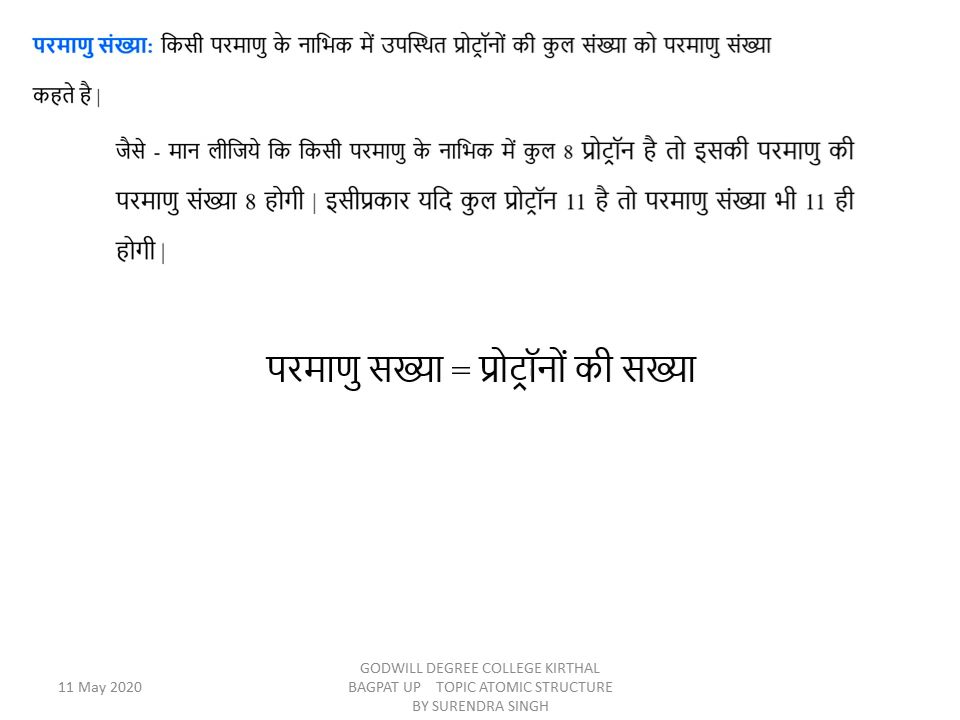 परमाणु संख्या: किसी परमाणु के नाभिक में उपस्थित प्रोट्रॉनों की कुल संख्या को परमाणु संख्या
कहते है |
जैसे - मान लीजिये कि किसी परमाणु के नाभिक में कुल 8 प्रोट्रॉन है तो इसकी परमाणु की
परमाणु संख्या 8 होगी | इसीप्रकार यदि कुल प्रोट्रॉन 11 है तो परमाणु संख्या भी 11 ही
होगी |
परमाणु सख्या = प्रोट्रॉनों की सख्या
11 May 2020
GODWILL DEGREE COLLEGE KIRTHAL
BAGPAT UP TOPIC ATOMIC STRUCTURE
BY SURENDRA SINGH